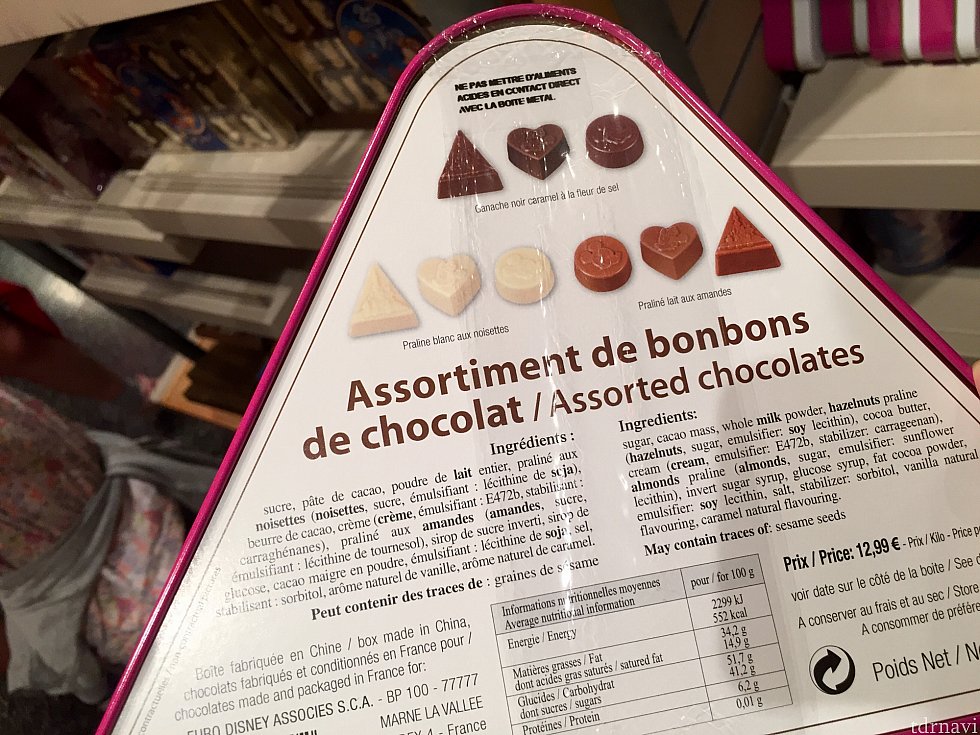 NE PAS METTRE D'ALIMENTS
ACIDES EN CONTACT DIRECT
AVEC LA BOITE METAL.
Ganache noir caramel à la fleur de sel
Praline blanc aux noisettes
Praliné lait aux amandes
Assortiment de bonbons
de chocolat / Assorted chocolates
Ingrédients :
sucre, pâte de cacao, poudre de lait entier, praliné aux
noisettes (noisettes, sucre, émulsifiant : lécithine de soja),
beurre de cacao, crème (crème, émulsifiant : E472b, stabilisant :
carraghénanes), praliné aux amandes (amandes, sucre,
émulsifiant : lécithine de tournesol), sirop de sucre inverti, sirop de
glucose, cacao maigre en poudre, émulsifiant : lécithine de soja, sel,
stabilisant : sorbitol, arôme naturel de vanille, arôme naturel de caramel.
Peut contenir des traces de : graines de sésame
Ingredients:
sugar, cacao mass, whole milk powder, hazelnuts praline
(hazelnuts, sugar, emulsifier: soy lecithin), cocoa butter,
cream (cream, emulsifier: E472b, stabilizer: carrageenan),
almonds praline (almonds, sugar, emulsifier: sunflower
lecithin), invert sugar syrup, glucose syrup, fat cocoa powder,
emulsifier: soy lecithin, salt, stabilizer: sorbitol, vanilla natural
flavouring, caramel natural flavouring.
May contain traces of: sesame seeds
Boîte fabriquée en Chine / box made in China,
chocolats fabriqués et conditionnés en France pour /
chocolates made and packaged in France for:
EURO DISNEY ASSOCIES S.C.A. - BP 100 - 77777
MARNE LA VALLEE
4 - France
Informations nutritionnelles moyennes
Average nutritional information
pour / for 100 g
Energie / Energy
2299 kJ
552 kcal
Matières grasses / Fat
34,2 g
dont acides gras saturés / satured fat
14,9 g
Glucides / Carbohydrat
51,7 g
dont sucres / sugars
41,2 g
Protéines / Protein
6,2 g
0,01 g
Prix / Price: 12,99 € - Prix / Kilo - Price
voir date sur le côté de la boite / See
A conserver au frais et au sec /
A consommer de
Poids Net /
tdrnavi